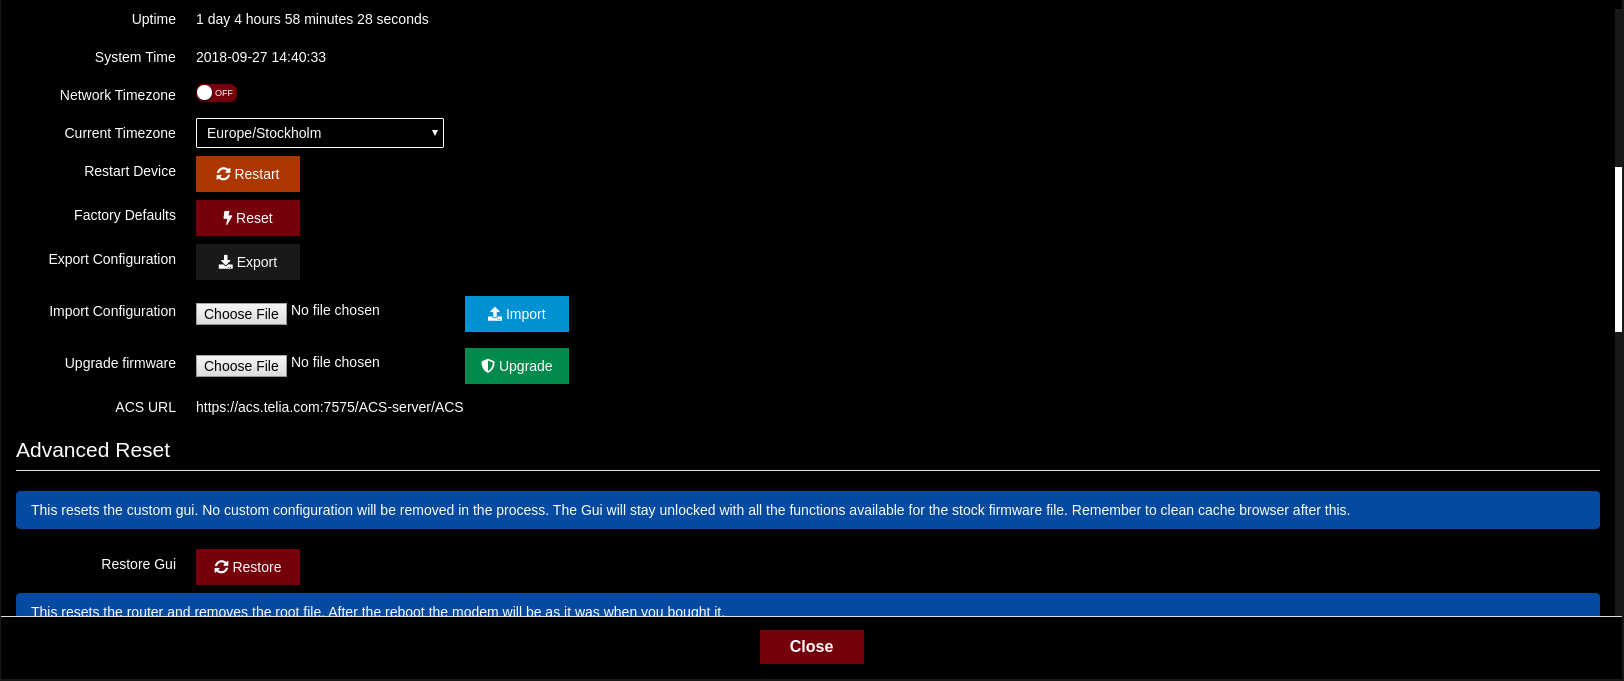 Uptime 1 day 4 hours 58 minutes 28 seconds
System Time 2018-09-27 14:40:33
Network Timezone OFF
Current Timezone Europe/Stockholm
Restart Device Restart
Factory Defaults Reset
Export Configuration Export
Import Configuration Choose File No file chosen Import
Upgrade firmware Choose File No file chosen Upgrade
ACS URL https://acs.telia.com:7575/ACS-server/ACS
Advanced Reset
This resets the custom gui. No custom configuration will be removed in the process. The Gui will stay unlocked with all the functions available for the stock firmware file. Remember to clean cache browser after this.
Restore Gui Restore
This resets the router and removes the root file. After the reboot the modem will be as it was when you bought it.
Close